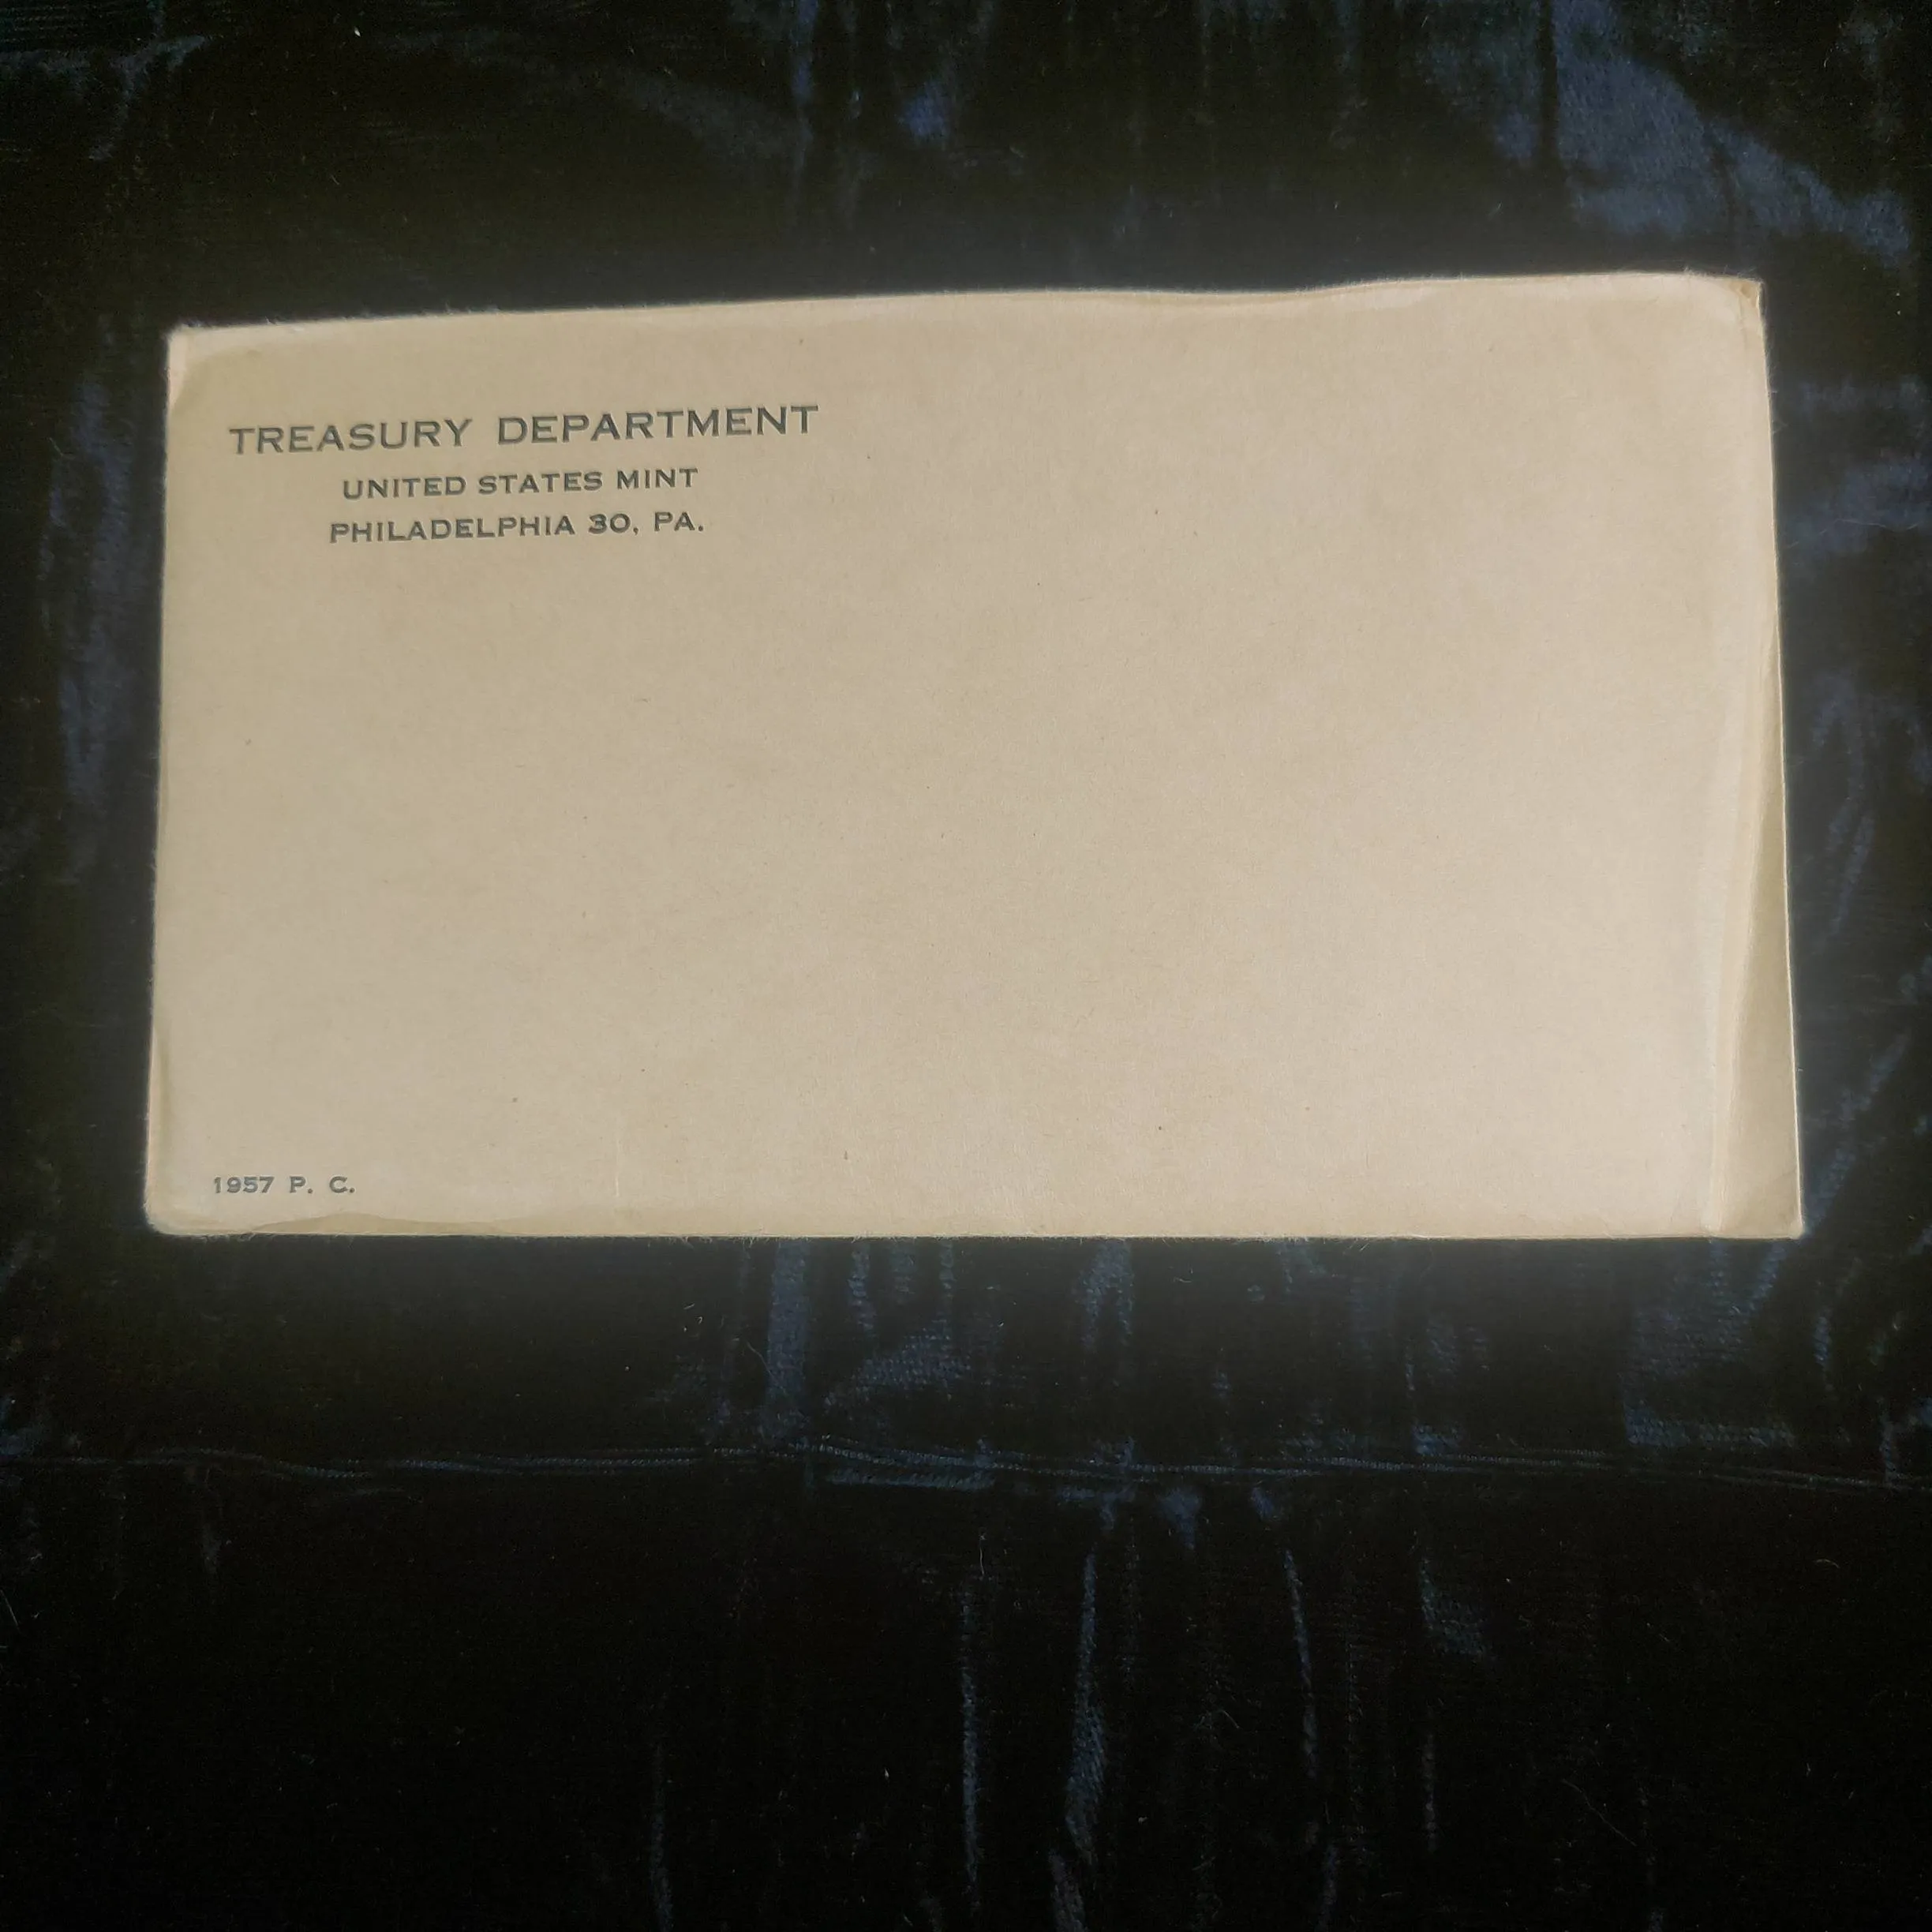 TREASURY DEPARTMENT
UNITED STATES MINT
PHILADELPHIA 30, PA.
1957 P. C.